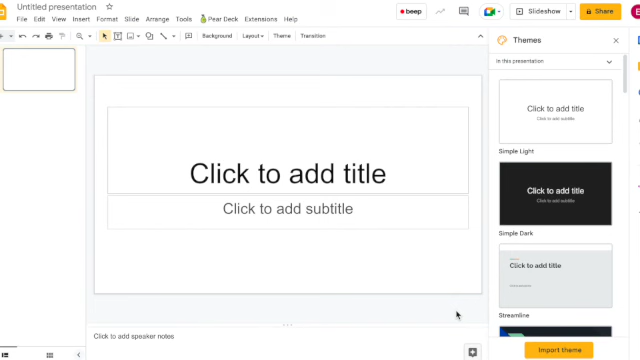 Untitled presentation
File Edit View Insert Format Slide Arrange Tools Pear Deck Extensions Help
beep
Slideshow
Share
E
Background Layout Theme Transition
Themes
In this presentation
Click to add title
Click to add subtitle
Click to add title
Click to add subtitle
Simple Light
Click to add title
Click to add subtitle
Simple Dark
Click to add title
Streamline
Click to add speaker notes
Import theme